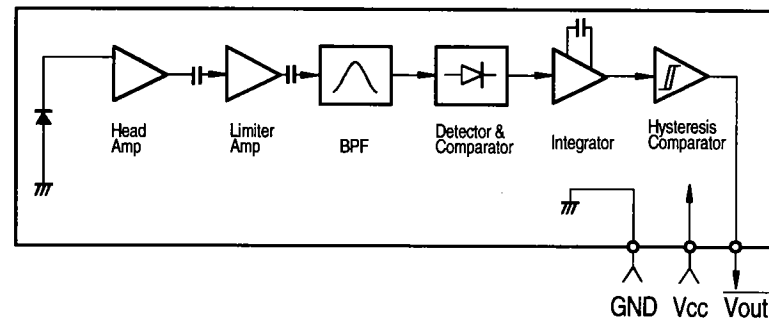 Head
Amp
Limiter
Amp
BPF
Detector &
Comparator
Integrator
Hysteresis
Comparator
GND
Vcc
Vout